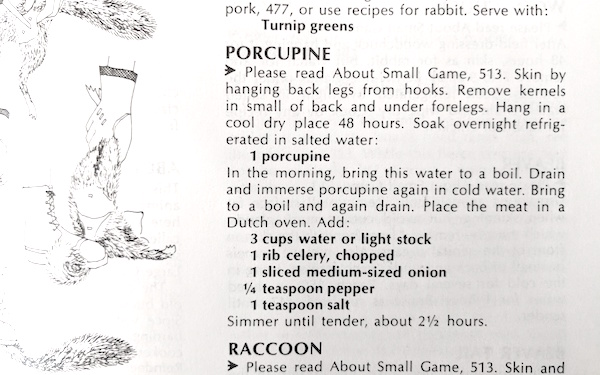 pork, 477, or use recipes for rabbit. Serve with:
Turnip greens
PORCUPINE
➤ Please read About Small Game, 513. Skin by
hanging back legs from hooks. Remove kernels
in small of back and under forelegs. Hang in a
cool dry place 48 hours. Soak overnight refrig-
erated in salted water:
1 porcupine
In the morning, bring this water to a boil. Drain
and immerse porcupine again in cold water. Bring
to a boil and again drain. Place the meat in a
Dutch oven. Add:
3 cups water or light stock
1 rib celery, chopped
1 sliced medium-sized onion
¼ teaspoon pepper
1 teaspoon salt
Simmer until tender, about 2½ hours.
RACCOON
➤ Please read About Small Game, 513. Skin and